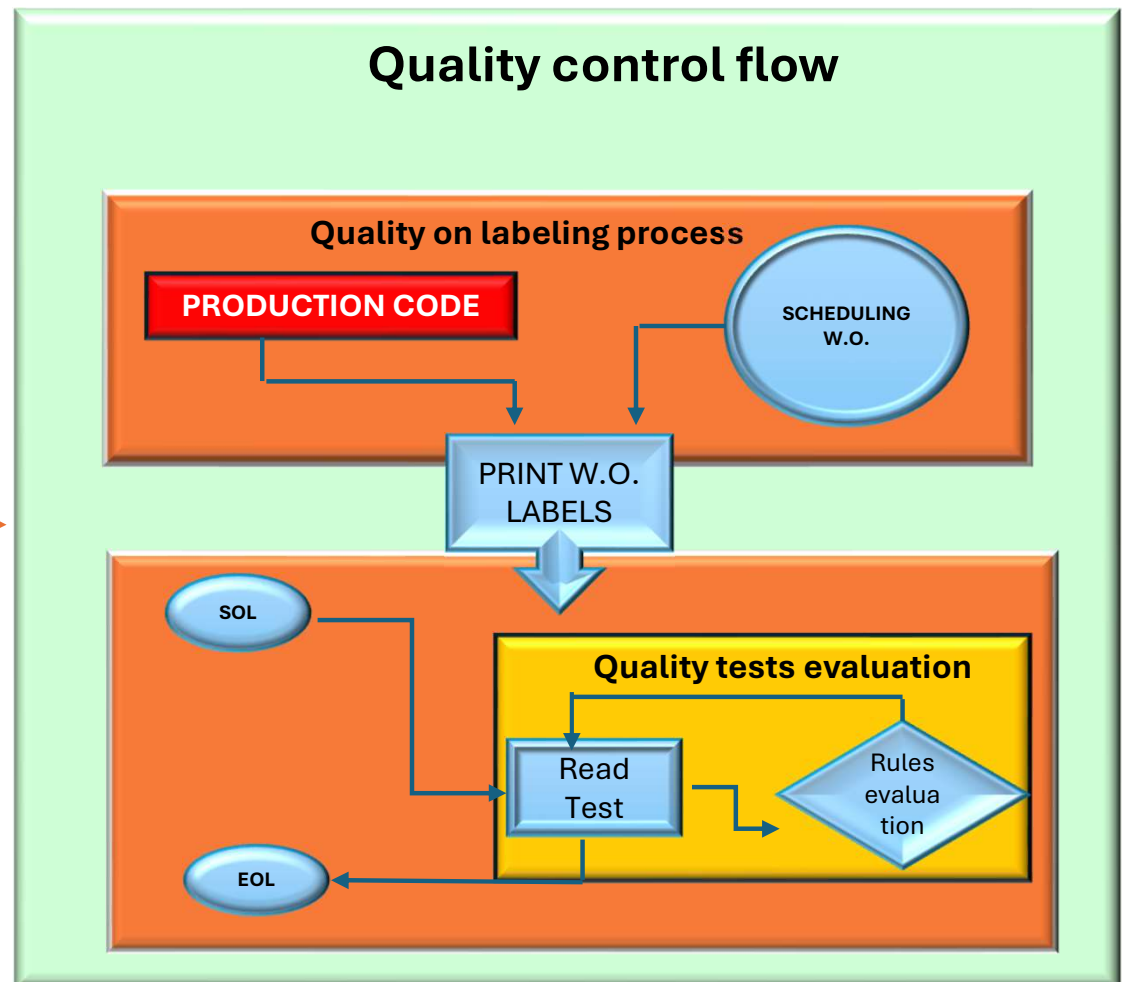 Quality control flow
Quality on labeling process
PRODUCTION CODE
SCHEDULING
W.O.
PRINT W.O.
LABELS
SOL
Quality tests evaluation
Read
Test
Rules
evalua
tion
EOL